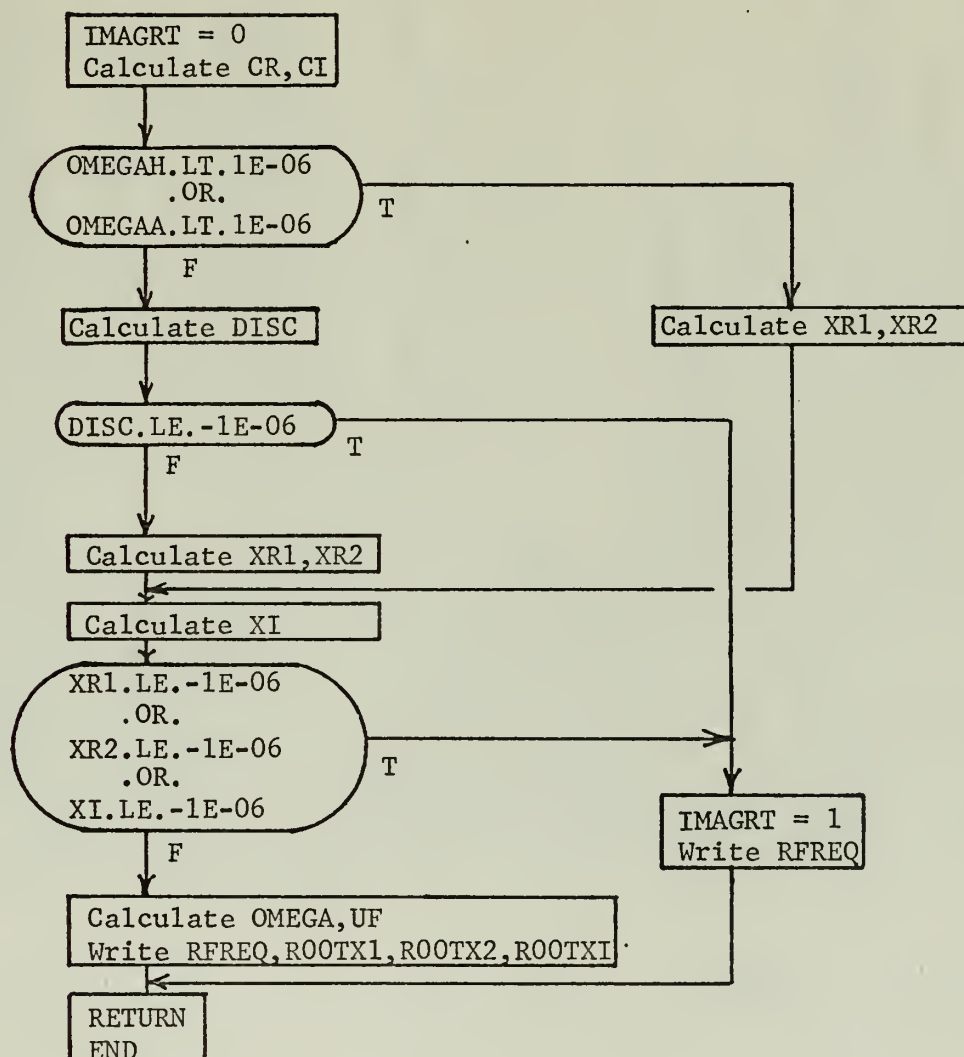 IMAGRT = 0
Calculate CR,CI
OMEGAH.LT.1E-06
.OR.
OMEGAA.LT.1E-06
T
F
Calculate DISC
Calculate XR1,XR2
DISC.LE.-1E-06
T
F
Calculate XR1,XR2
Calculate XI
XR1.LE.-1E-06
.OR.
XR2.LE.-1E-06
.OR.
XI.LE.-1E-06
T
F
IMAGRT = 1
Write RFREQ
Calculate OMEGA,UF
Write RFREQ,ROOTX1,ROOTX2,ROOTXI
RETURN
END